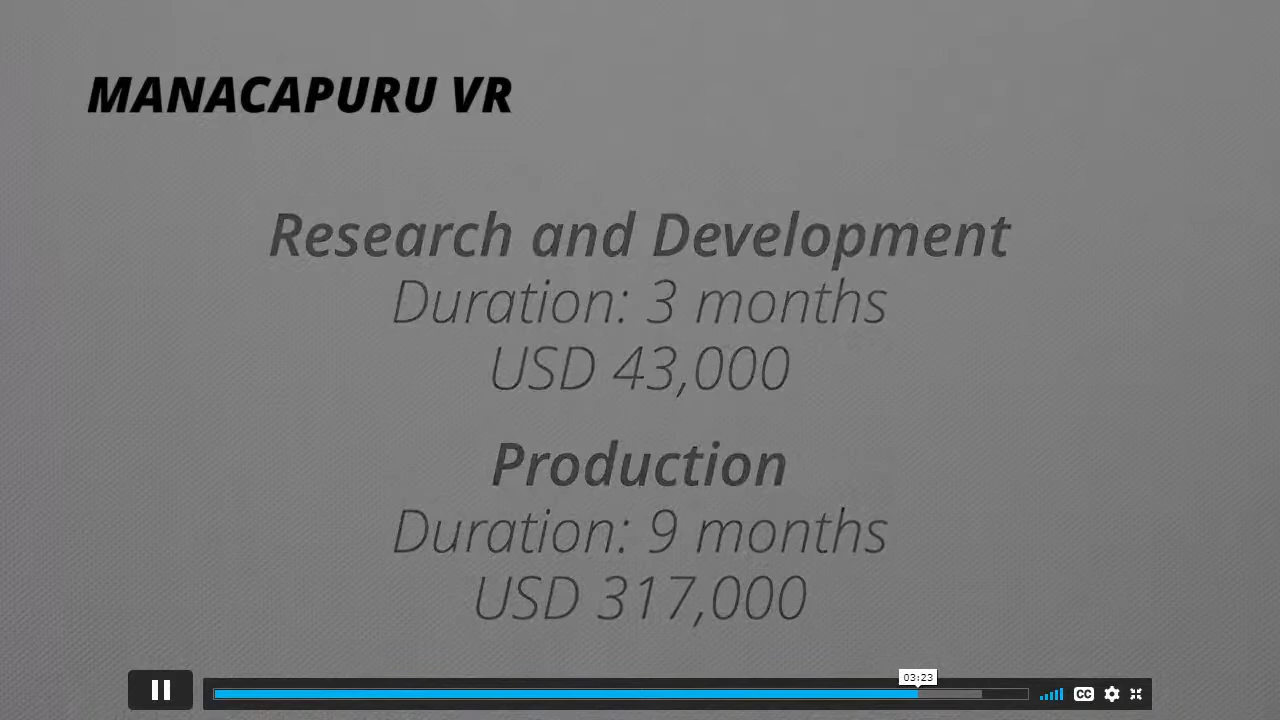 MANACAPURU VR
Research and Development
Duration: 3 months
USD 43,000
Production
Duration: 9 months
USD 317,000
03:23
CC